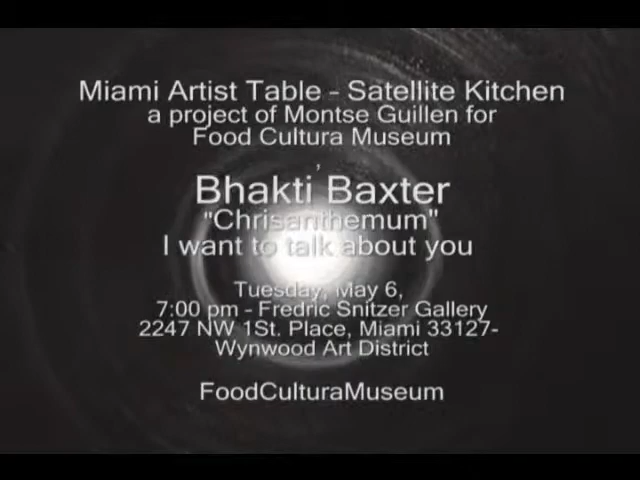 Miami Artist Table - Satellite Kitchen
a project of Montse Guillen for
Food Cultura Museum
,
Bhakti Baxter
"Chrisanthemum"
I want to talk about you
Tuesday, May 6,
7:00 pm - Fredric Snitzer Gallery
2247 NW 1St. Place, Miami 33127-
Wynwood Art District
FoodCulturaMuseum